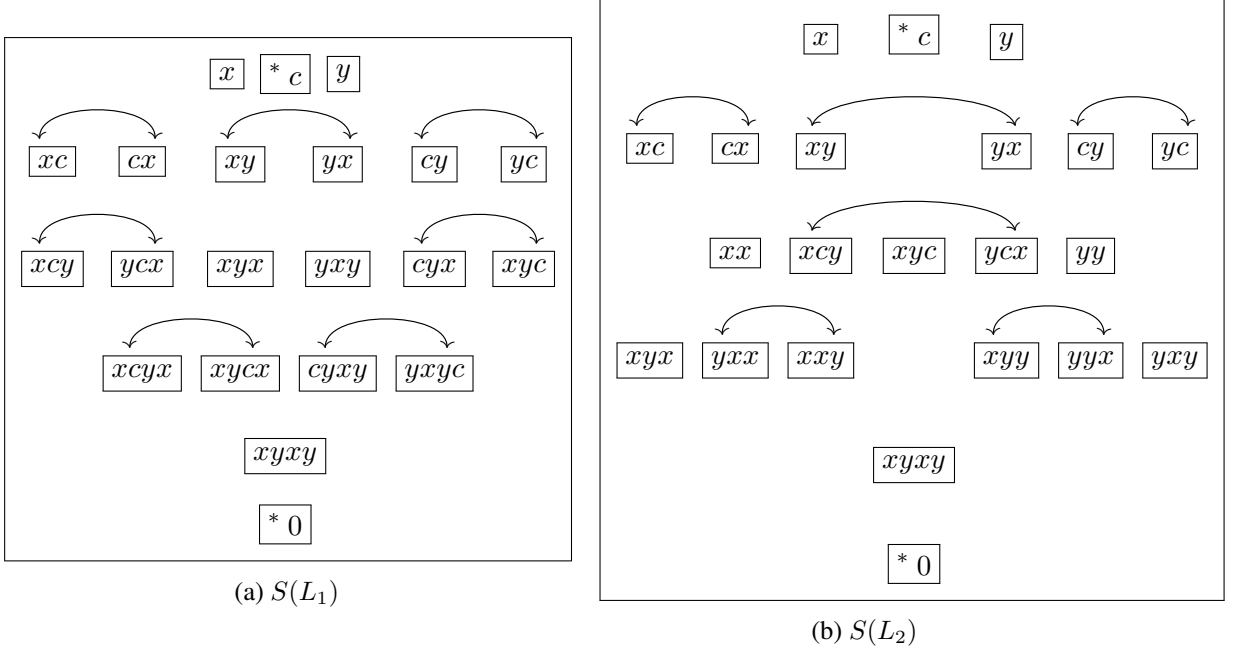 x * c y
xc cx xy yx cy yc
xcy ycx xyx yxy cyx xyc
xcyx xycx cyxy yxyc
xyxy
* 0
(a) S(L₁)
x * c y
xc cx xy yx cy yc
xx xcy xyc ycx yy
xyx yxx xxy xyy yyx yxy
xyxy
* 0
(b) S(L₂)